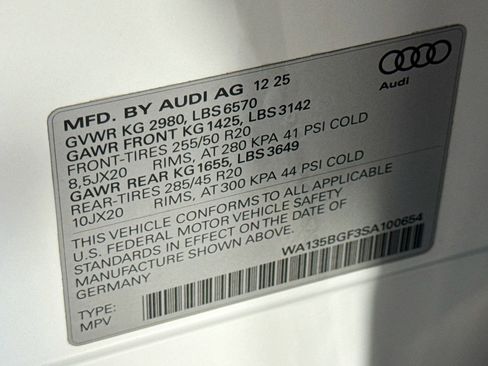 MFD. BY AUDI AG 12 25
GVWR KG 2980, LBS 6570
GAWR FRONT KG 1425, LBS 3142
FRONT-TIRES 255/50 R20
8,5JX20 RIMS, AT 280 KPA 41 PSI COLD
GAWR REAR KG 1655, LBS 3649
REAR-TIRES 285/45 R20
10JX20 RIMS, AT 300 KPA 44 PSI COLD
THIS VEHICLE CONFORMS TO ALL APPLICABLE
U.S. FEDERAL MOTOR VEHICLE SAFETY
STANDARDS IN EFFECT ON THE DATE OF
MANUFACTURE SHOWN ABOVE.
GERMANY
WA135BGF3SA100654
TYPE:
MPV
Audi